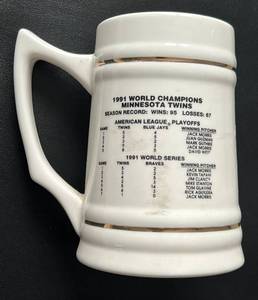 1991 WORLD CHAMPIONS
MINNESOTA TWINS
SEASON RECORD: WINS: 95 LOSSES: 67
AMERICAN LEAGUE PLAYOFFS
GAME TWINS BLUE JAYS WINNING PITCHER
JACK MORRIS
JUAN GUZMAN
MARK GUTHRIE
JACK MORRIS
DAVID WEST
1991 WORLD SERIES
GAME TWINS BRAVES WINNING PITCHER
JACK MORRIS
KEVIN TAPANI
JIM CLANCY
MIKE STANTON
TOM GLAVINE
RICK AGUILERA
JACK MORRIS